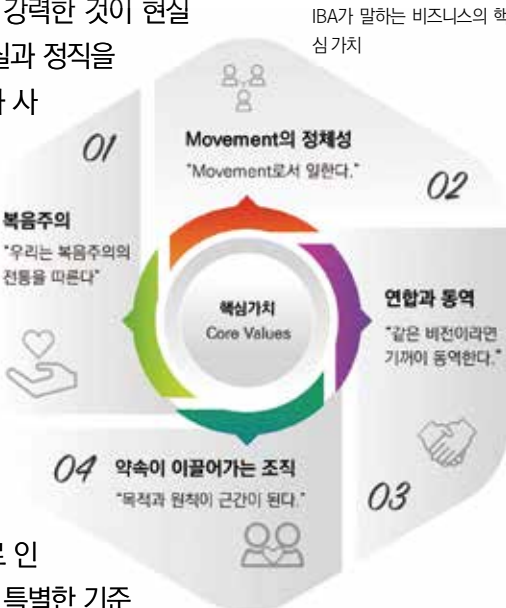 강력한 것이 현실
실과 정직을
사
IBA가 말하는 비즈니스의 핵
심 가치
01
복음주의
"우리는 복음주의의
전통을 따른다"
Movement의 정체성
"Movement로서 일한다."
02
핵심가치
Core Values
연합과 동역
"같은 비전이라면
기꺼이 동역한다."
03
04 약속이 이끌어가는 조직
"목적과 원칙이 근간이 된다."
로 인
특별한 기준